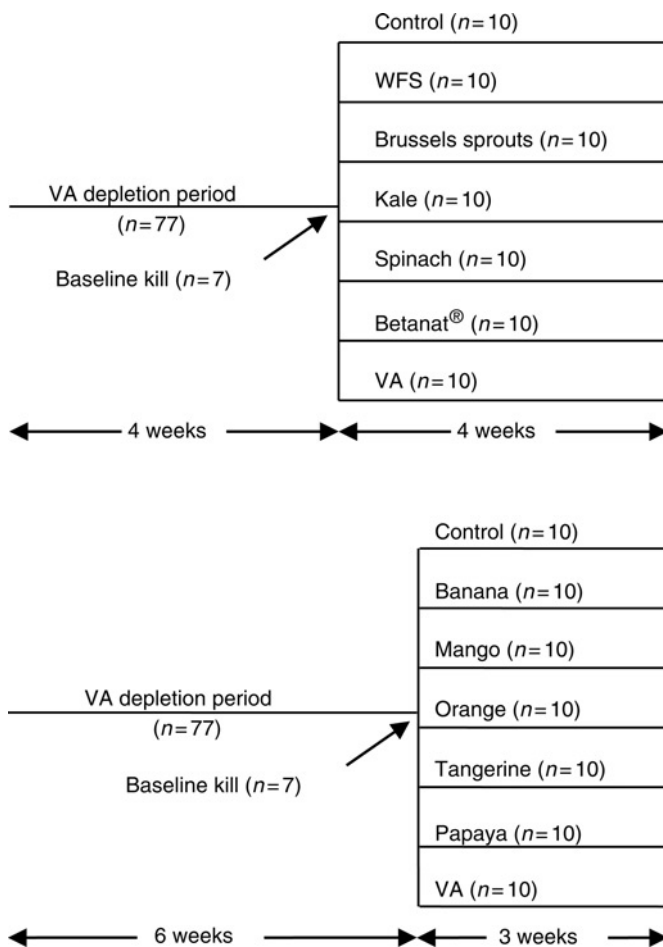 Control (n=10)
WFS (n=10)
Brussels sprouts (n=10)
VA depletion period
(n=77)
Kale (n=10)
Baseline kill (n=7)
Spinach (n=10)
Betanat® (n=10)
VA (n=10)
4 weeks
4 weeks
Control (n=10)
Banana (n=10)
Mango (n=10)
VA depletion period
(n=77)
Orange (n=10)
Baseline kill (n=7)
Tangerine (n=10)
Papaya (n=10)
VA (n=10)
6 weeks
3 weeks